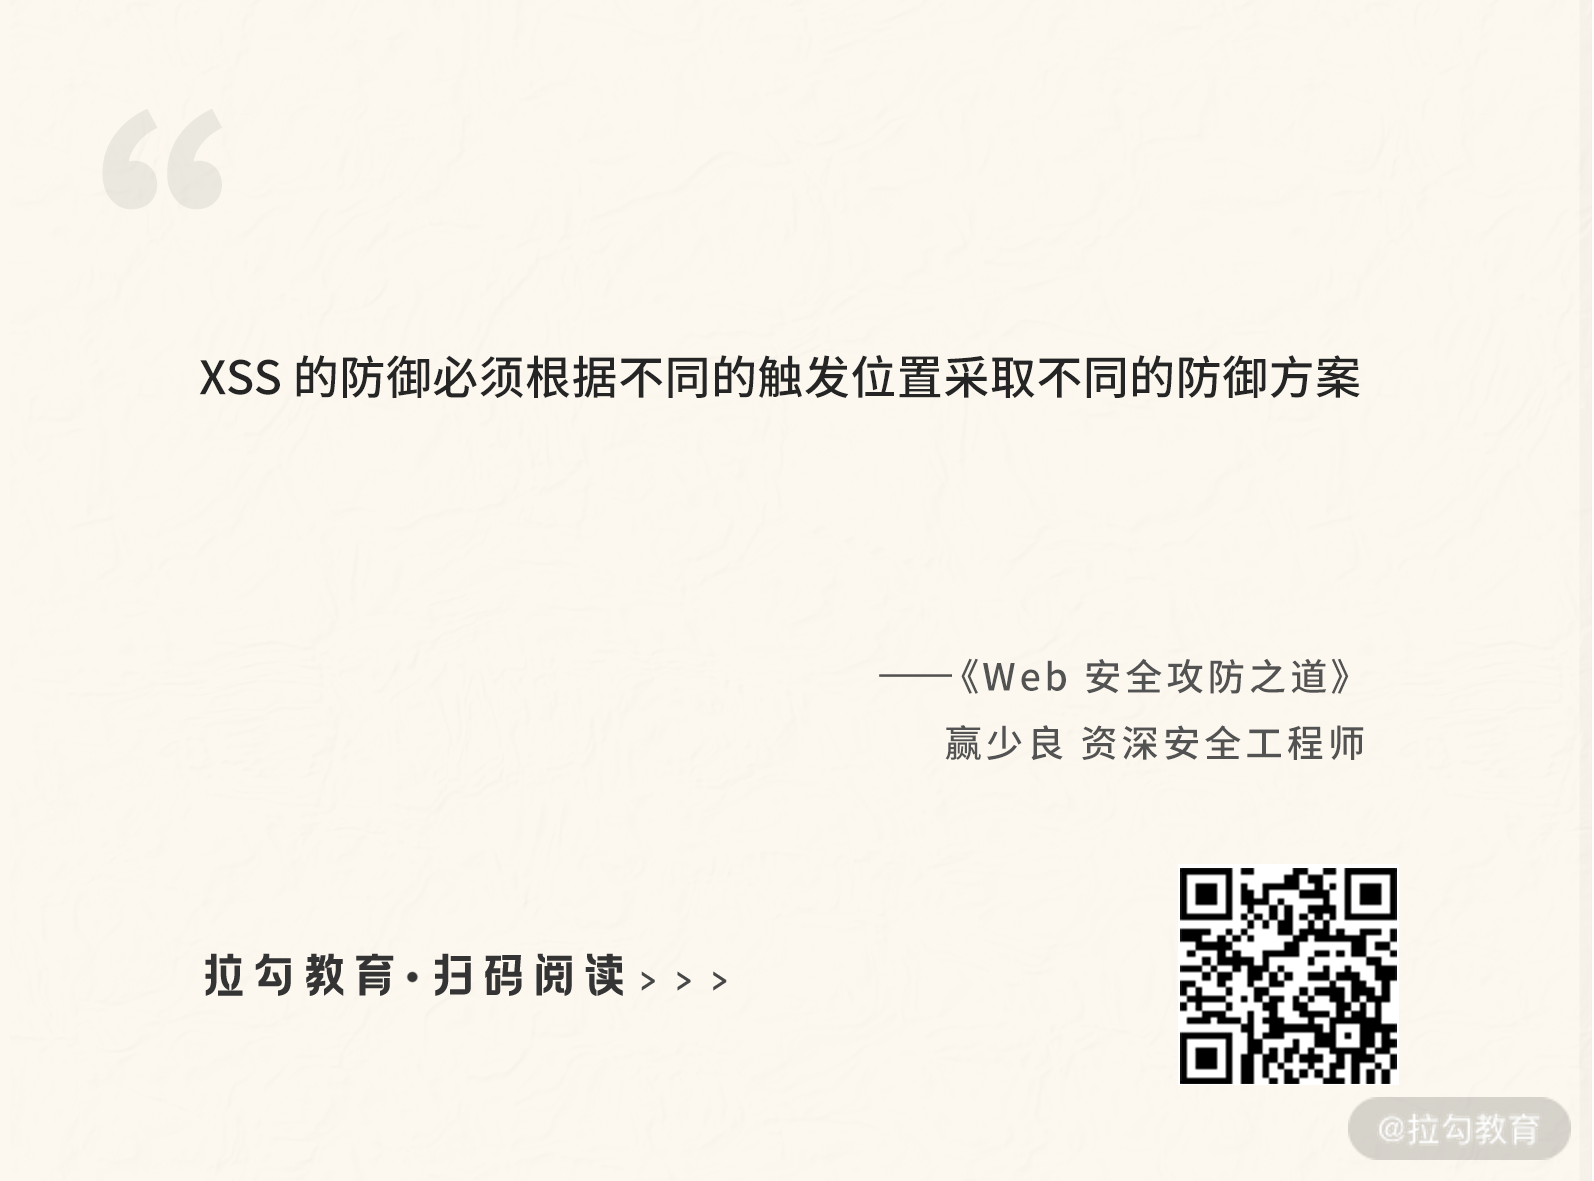 “
XSS 的防御必须根据不同的触发位置采取不同的防御方案
——《Web 安全攻防之道》
赢少良 资深安全工程师
拉勾教育·扫码阅读>>>
@拉勾教育